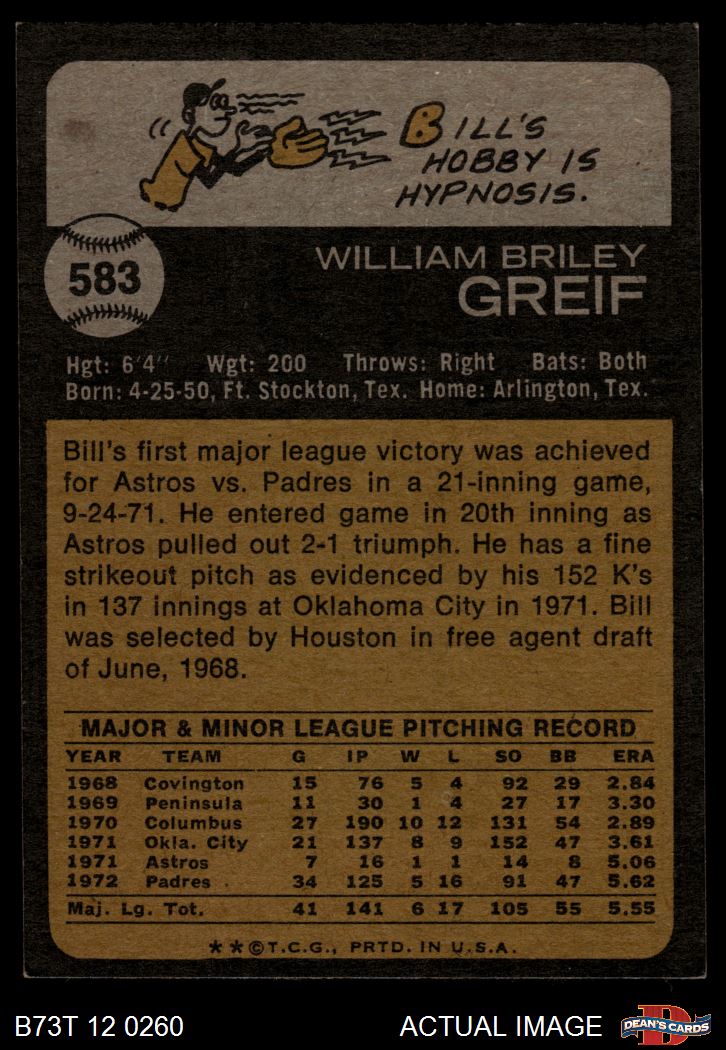 BILL'S
HOBBY IS
HYPNOSIS.
583
WILLIAM BRILEY
GREIF
Hgt: 6'4" Wgt: 200 Throws: Right Bats: Both
Born: 4-25-50, Ft. Stockton, Tex. Home: Arlington, Tex.
Bill's first major league victory was achieved
for Astros vs. Padres in a 21-inning game,
9-24-71. He entered game in 20th inning as
Astros pulled out 2-1 triumph. He has a fine
strikeout pitch as evidenced by his 152 K's
in 137 innings at Oklahoma City in 1971. Bill
was selected by Houston in free agent draft
of June, 1968.
MAJOR & MINOR LEAGUE PITCHING RECORD
YEAR TEAM G IP W L SO BB ERA
1968 Covington 15 76 5 4 92 29 2.84
1969 Peninsula 11 30 1 4 27 17 3.30
1970 Columbus 27 190 10 12 131 54 2.89
1971 Okla. City 21 137 8 9 152 47 3.61
1971 Astros 7 16 1 1 14 8 5.06
1972 Padres 34 125 5 16 91 47 5.62
Maj. Lg. Tot. 41 141 6 17 105 55 5.55
**©T.C.G., PRTD. IN U.S.A.
B73T 12 0260 ACTUAL IMAGE DEAN'S CARDS